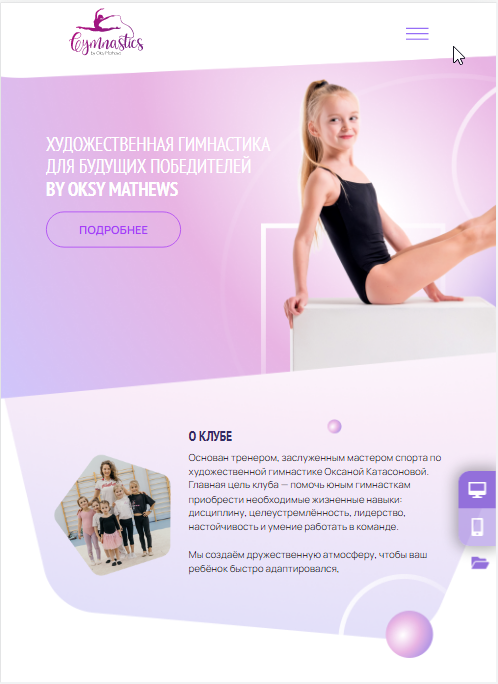 Gymnastics
by Oksy Mathews
ХУДОЖЕСТВЕННАЯ ГИМНАСТИКА
ДЛЯ БУДУЩИХ ПОБЕДИТЕЛЕЙ
BY OKSY MATHEWS
ПОДРОБНЕЕ
О КЛУБЕ
Основан тренером, заслуженным мастером спорта по
художественной гимнастике Оксаной Катасоновой.
Главная цель клуба — помочь юным гимнасткам
приобрести необходимые жизненные навыки:
дисциплину, целеустремлённость, лидерство,
настойчивость и умение работать в команде.
Мы создаём дружественную атмосферу, чтобы ваш
ребёнок быстро адаптировался,